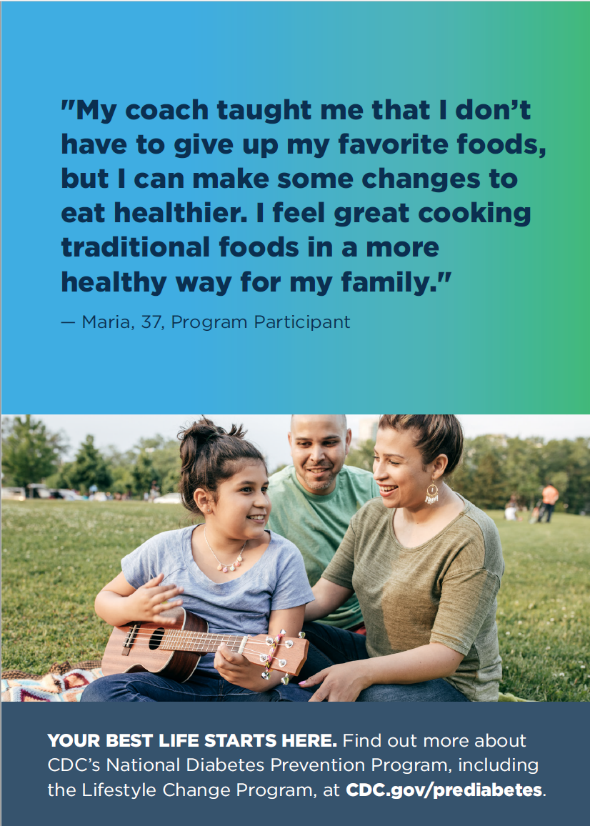 "My coach taught me that I don’t
have to give up my favorite foods,
but I can make some changes to
eat healthier. I feel great cooking
traditional foods in a more
healthy way for my family."
— Maria, 37, Program Participant
YOUR BEST LIFE STARTS HERE. Find out more about
CDC’s National Diabetes Prevention Program, including
the Lifestyle Change Program, at CDC.gov/prediabetes.